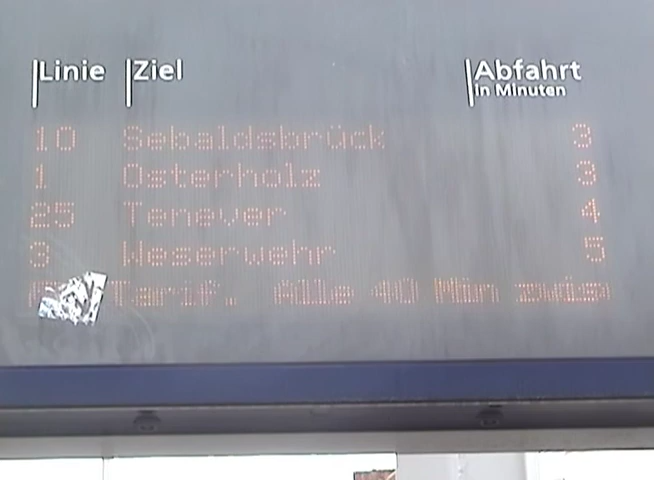 Linie Ziel Abfahrt
in Minuten
10 Sebaldsbrück 3
1 Osterholz 3
25 Tenever 4
3 Weserwehr 5
Tarif. Alle 40 Min zwis